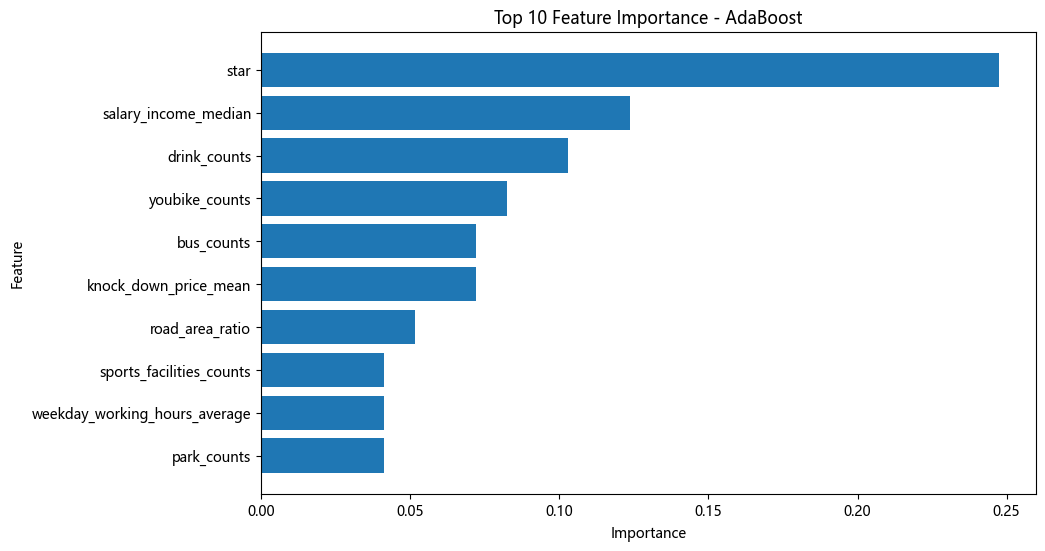 Top 10 Feature Importance - AdaBoost
Feature
star
salary_income_median
drink_counts
youbike_counts
bus_counts
knock_down_price_mean
road_area_ratio
sports_facilities_counts
weekday_working_hours_average
park_counts
0.00 0.05 0.10 0.15 0.20 0.25
Importance